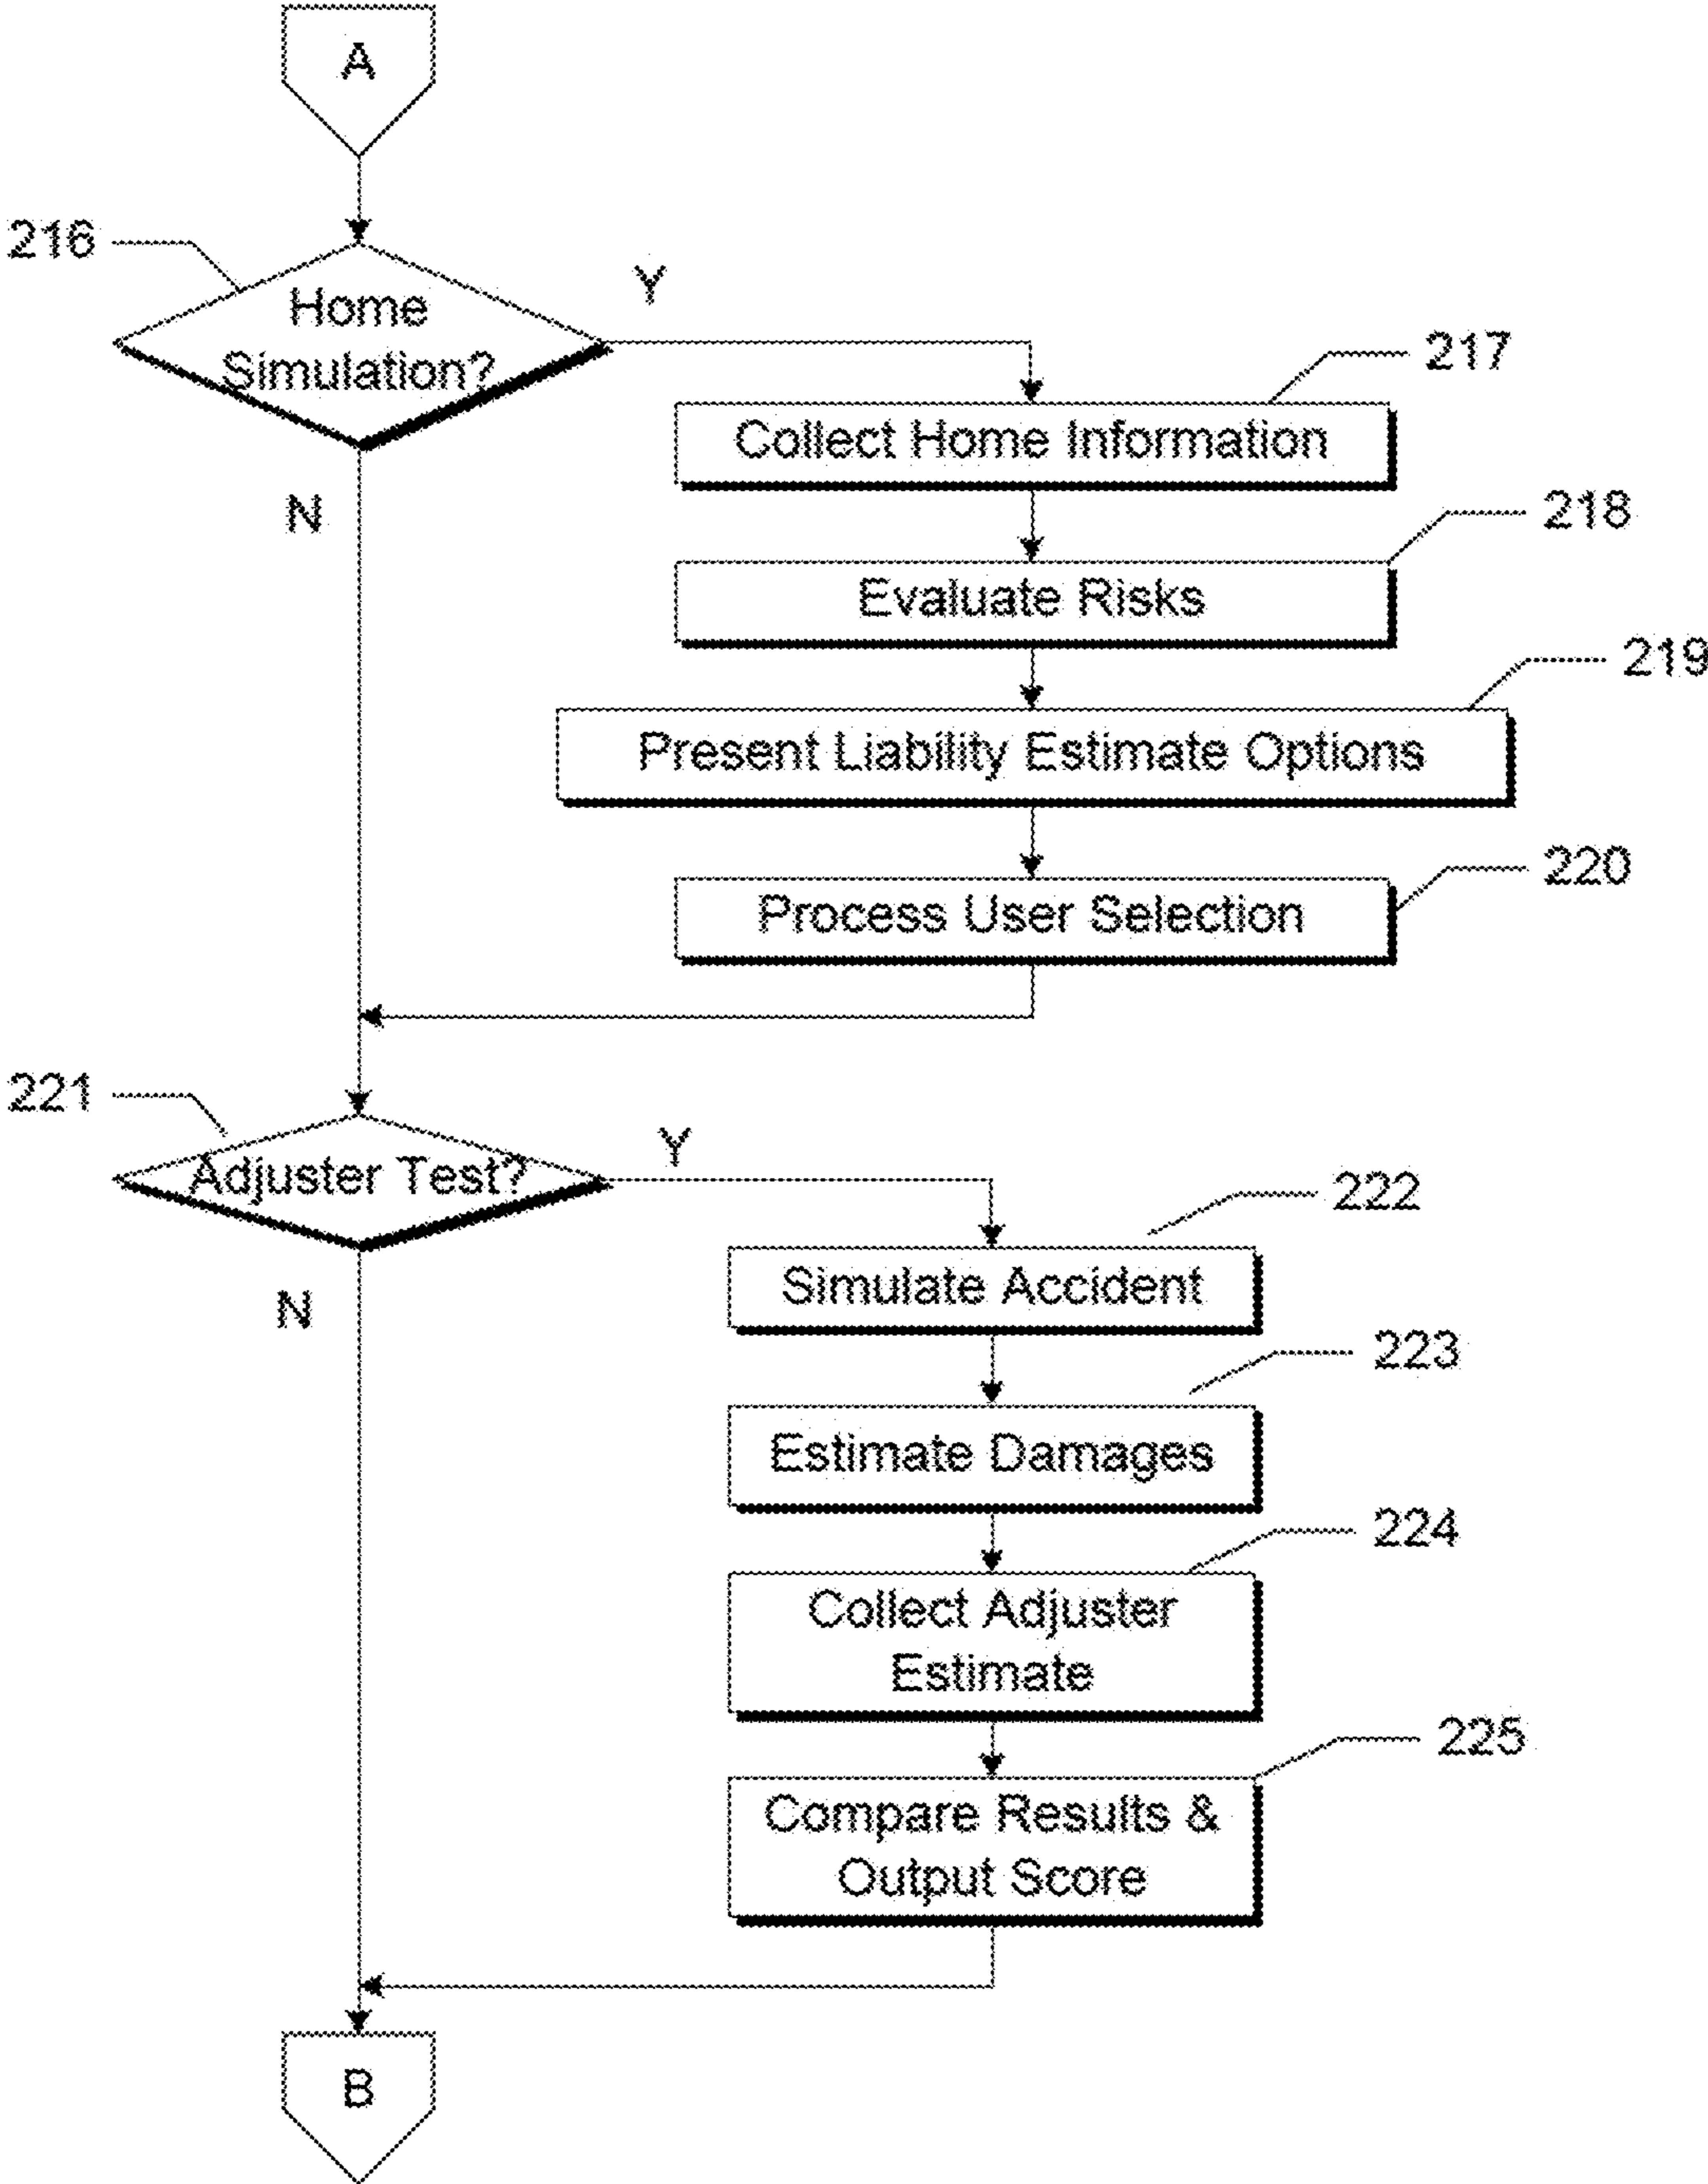 A
216
Home
Simulation?
Y
N
217
Collect Home Information
218
Evaluate Risks
219
Present Liability Estimate Options
220
Process User Selection
221
Adjuster Test?
Y
N
222
Simulate Accident
223
Estimate Damages
224
Collect Adjuster
Estimate
225
Compare Results &
Output Score
B